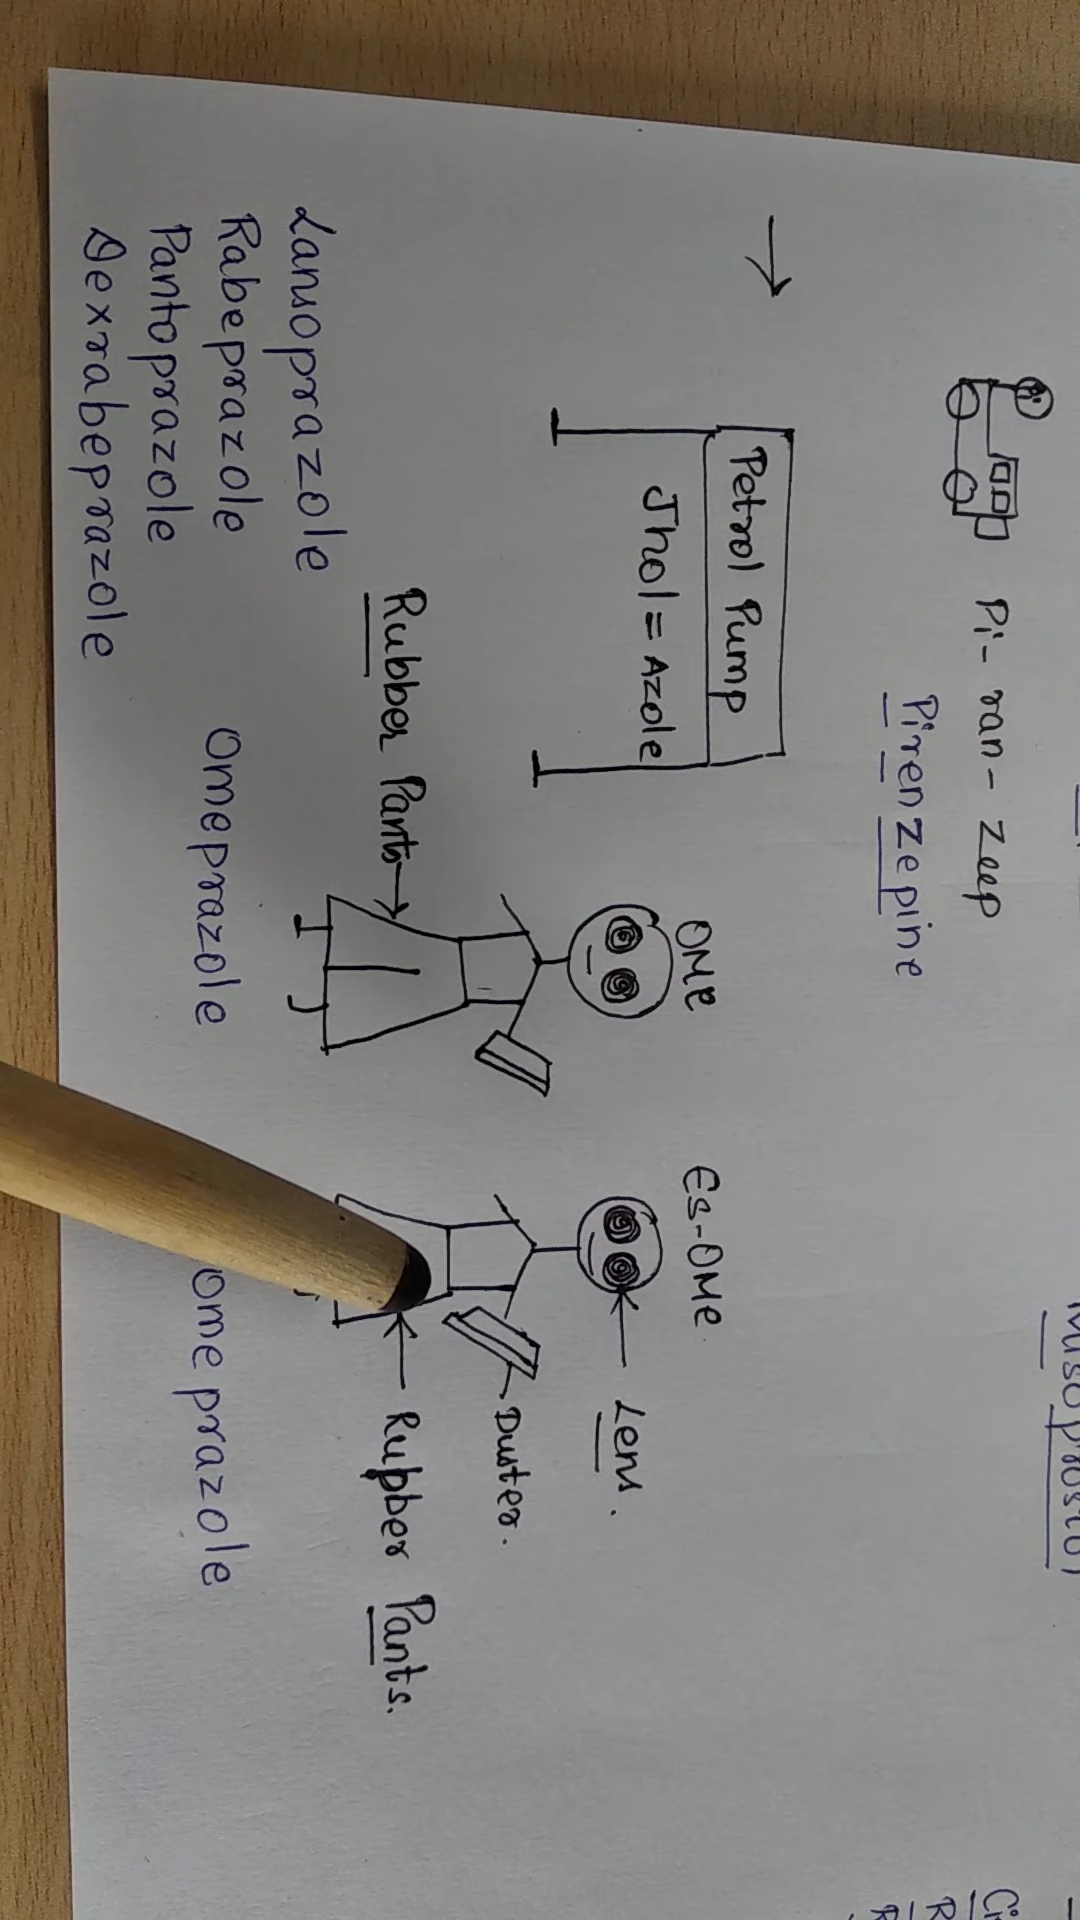 Misoprostol
Pi-ran-Zeep
Pirenzepine
Petrol Pump
Jhol = Azole
OME
ES-OME
Lens.
Duster.
Rubber Pants
Rubber Pants.
Lansoprazole
Rabeprazole
Pantoprazole
Dexrabeprazole
Omeprazole
omeprazole